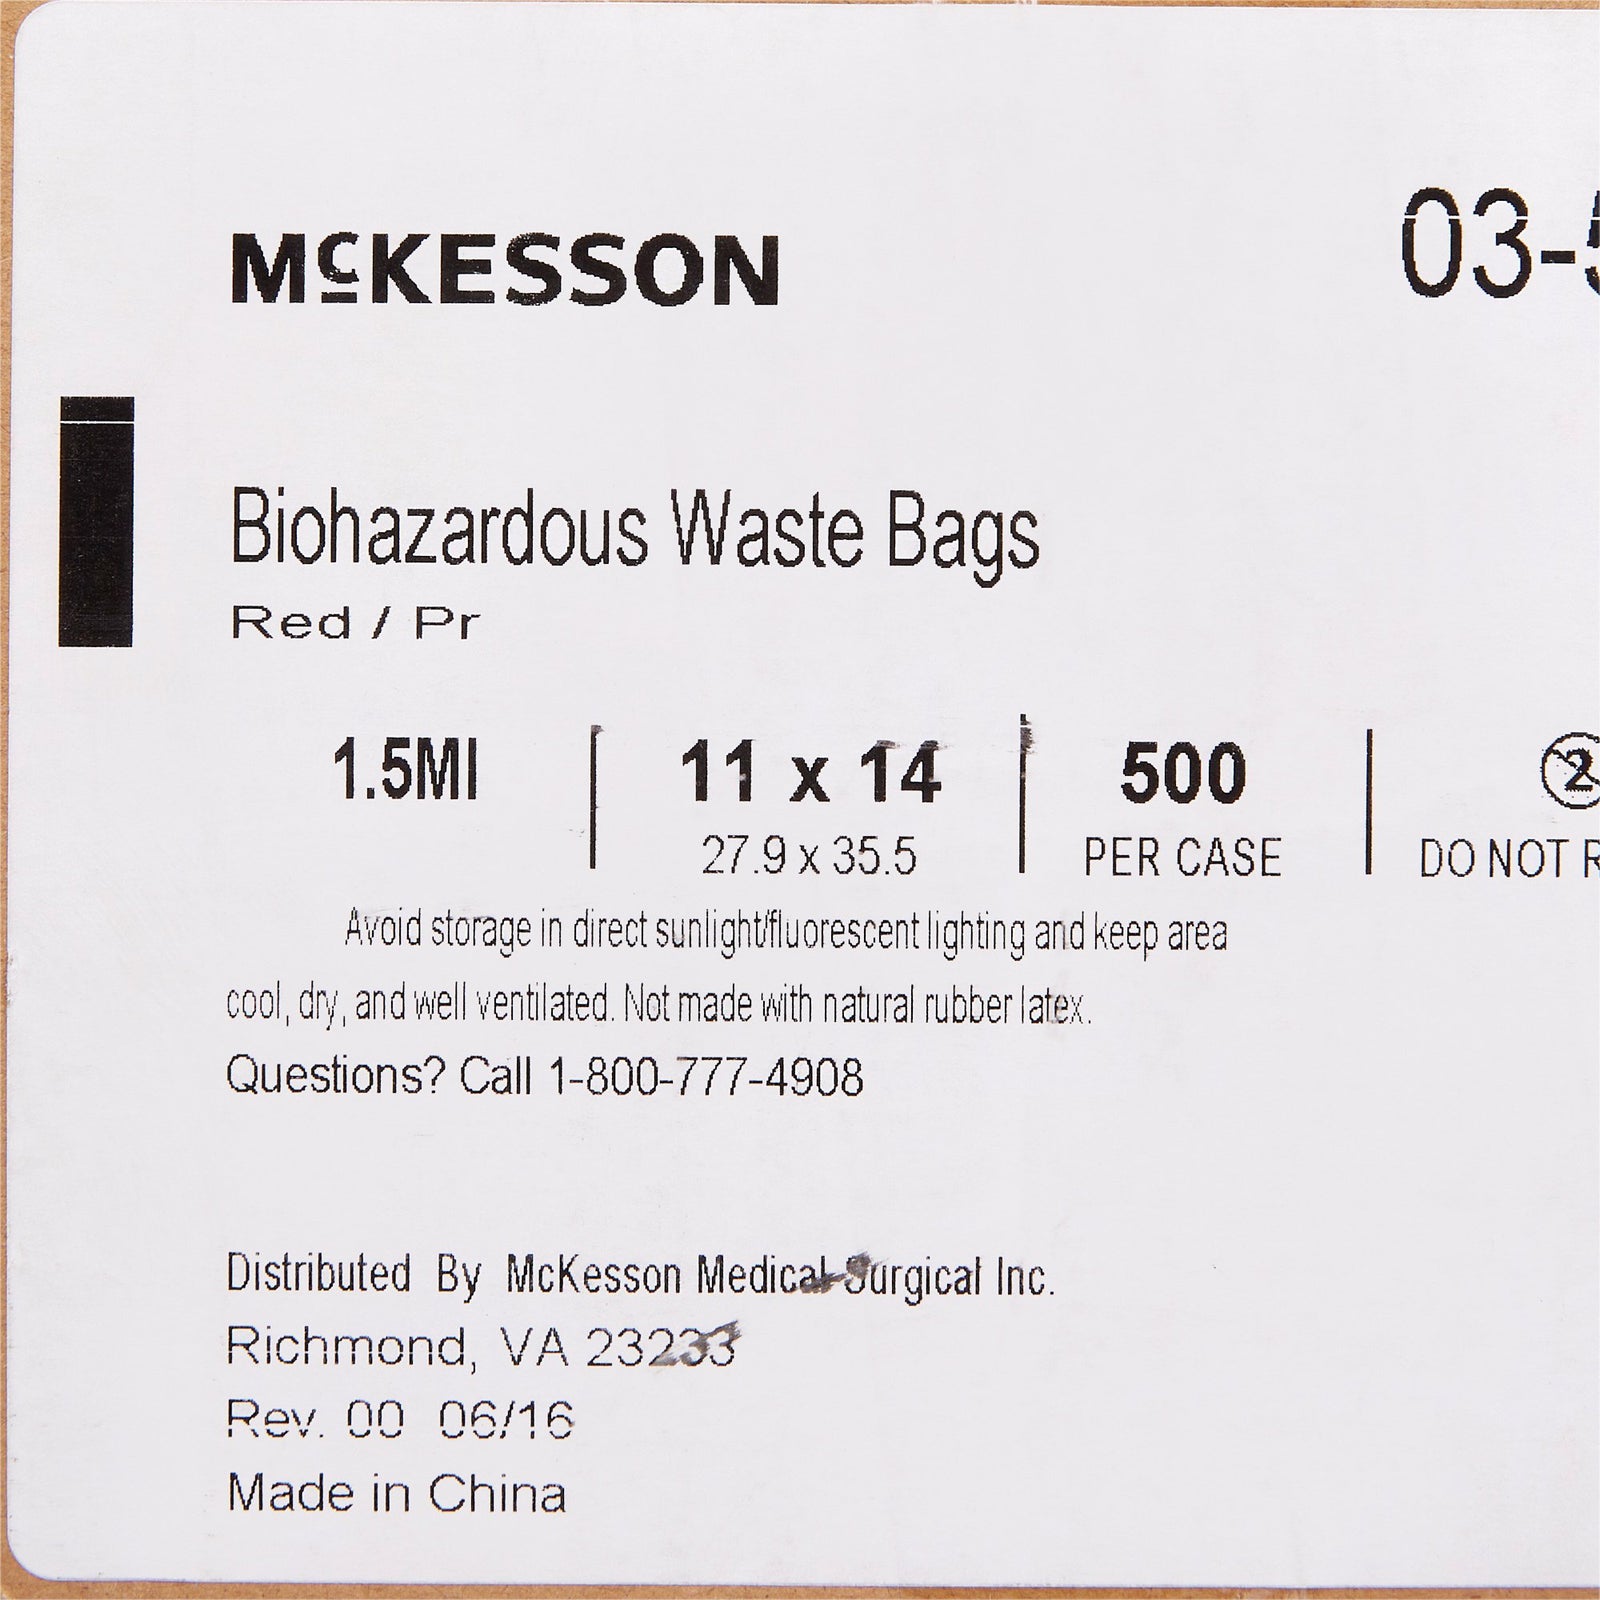 McKESSON
03-
Biohazardous Waste Bags
Red / Pr
1.5Ml | 11 x 14 | 500 | 2
27.9 x 35.5 PER CASE DO NOT
Avoid storage in direct sunlight/fluorescent lighting and keep area
cool, dry, and well ventilated. Not made with natural rubber latex.
Questions? Call 1-800-777-4908
Distributed By McKesson Medical-Surgical Inc.
Richmond, VA 23233
Rev. 00 06/16
Made in China